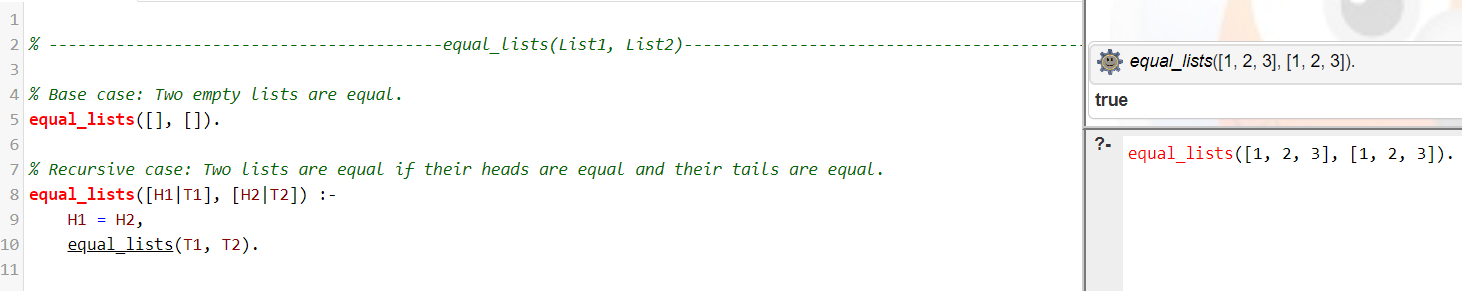 1
2 % ----------------------------------------equal_lists(List1, List2)-----------------------------------------
3
4 % Base case: Two empty lists are equal.
5 equal_lists([], []).
6
7 % Recursive case: Two lists are equal if their heads are equal and their tails are equal.
8 equal_lists([H1|T1], [H2|T2]) :-
9 H1 = H2,
10 equal_lists(T1, T2).
11
equal_lists([1, 2, 3], [1, 2, 3]).
true
?- equal_lists([1, 2, 3], [1, 2, 3]).